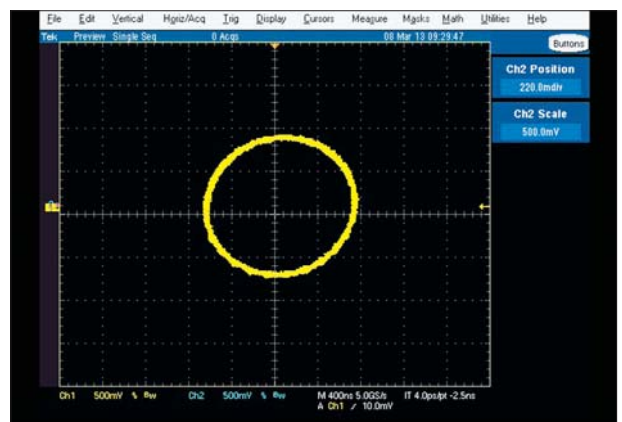 File Edit Vertical Horiz/Acq Trig Display Cursors Measure Masks Math Utilities Help
Tek Preview Single Seq 0 Acqs 08 Mar 13 09:29:47
Buttons
Ch2 Position
220.0mdiv
Ch2 Scale
500.0mV
Ch1 500mV Bw Ch2 500mV Bw M 400ns 5.0GS/s IT 4.0ps/pt -2.5ns
A Ch1 / 10.0mV